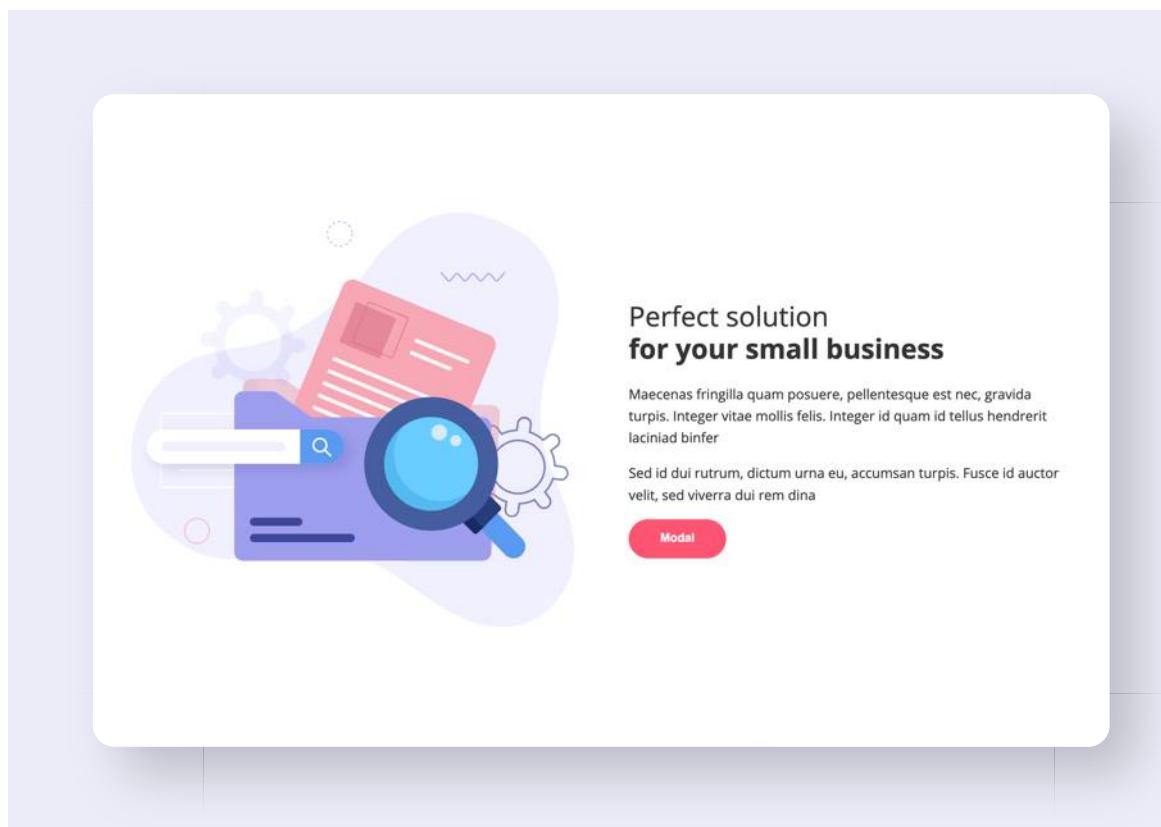 Perfect solution
for your small business
Maecenas fringilla quam posuere, pellentesque est nec, gravida
turpis. Integer vitae mollis felis. Integer id quam id tellus hendrerit
laciniad binfer
Sed id dui rutrum, dictum urna eu, accumsan turpis. Fusce id auctor
velit, sed viverra dui rem dina
Modal